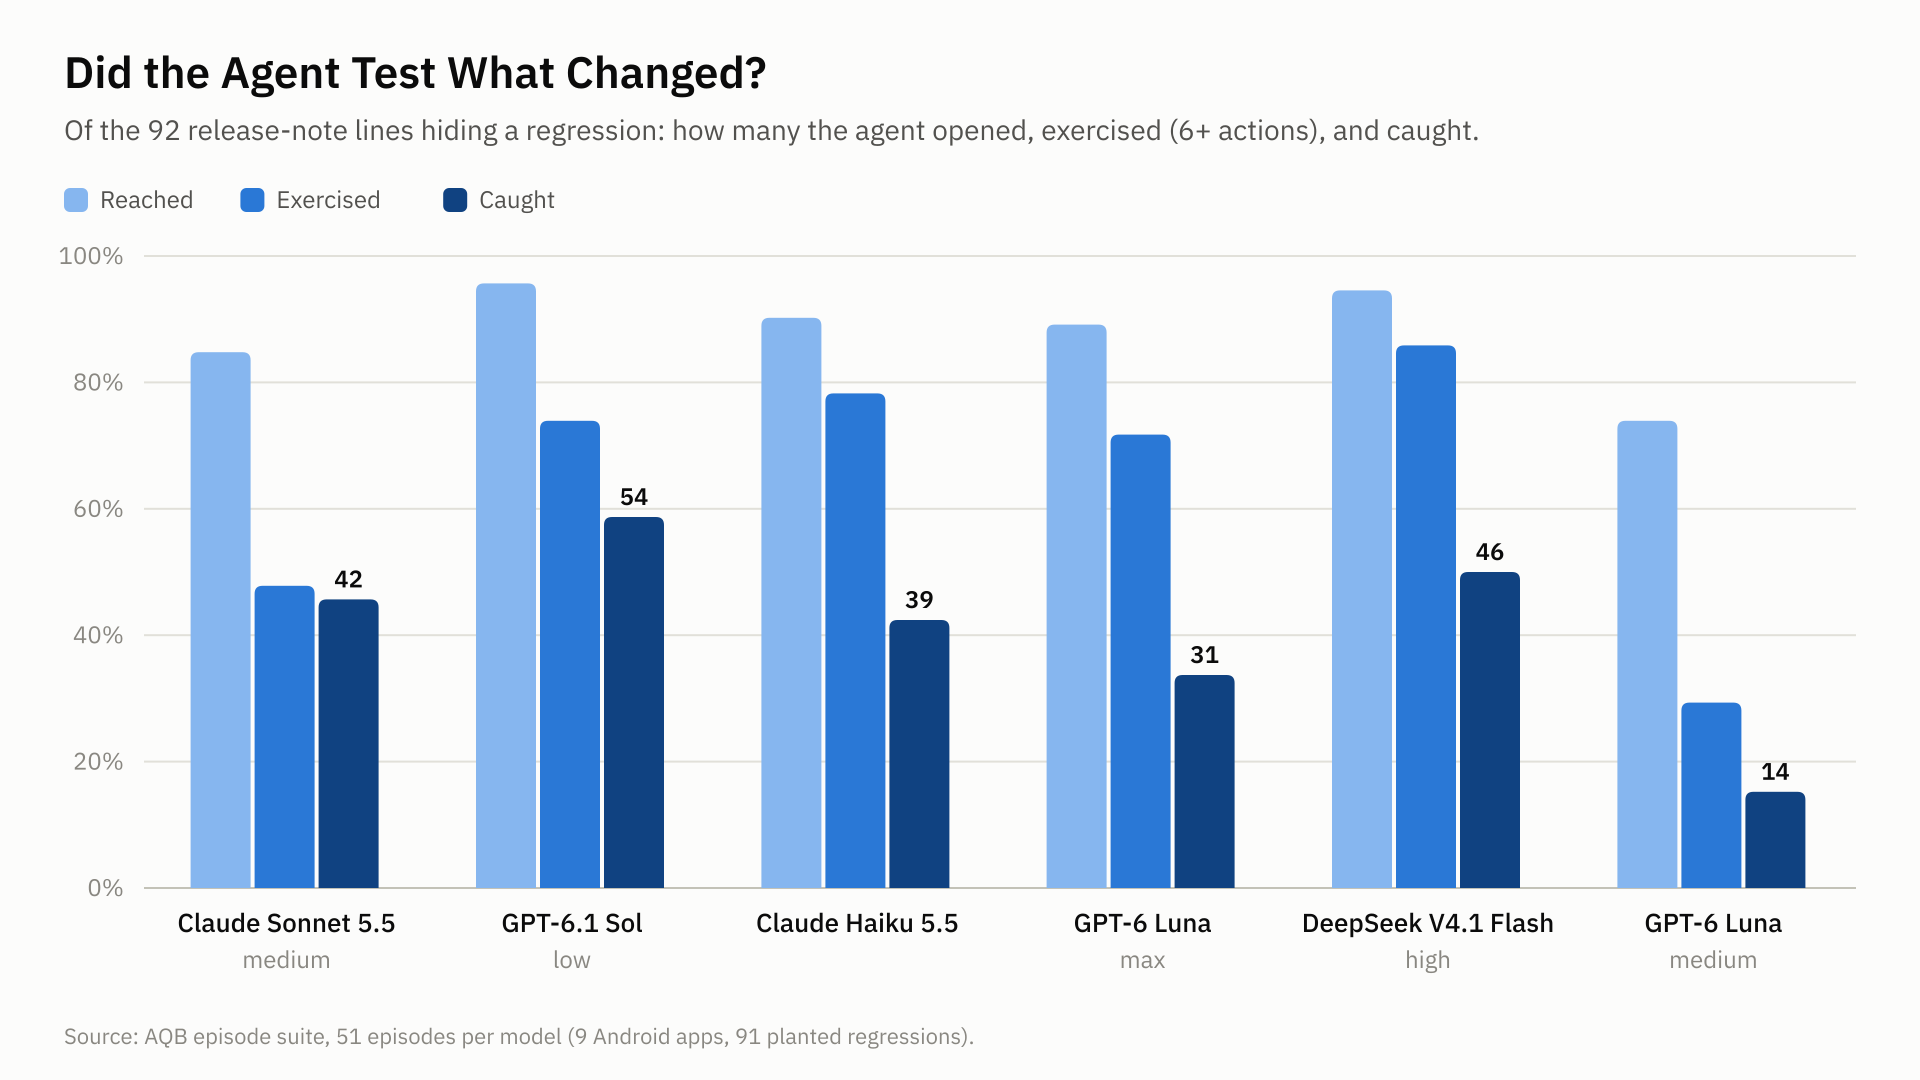 Did the Agent Test What Changed?
Of the 92 release-note lines hiding a regression: how many the agent opened, exercised (6+ actions), and caught.
Reached
Exercised
Caught
100%
80%
60%
40%
20%
0%
42
54
39
31
46
14
Claude Sonnet 5.5
medium
GPT-6.1 Sol
low
Claude Haiku 5.5
GPT-6 Luna
max
DeepSeek V4.1 Flash
high
GPT-6 Luna
medium
Source: AQB episode suite, 51 episodes per model (9 Android apps, 91 planted regressions).